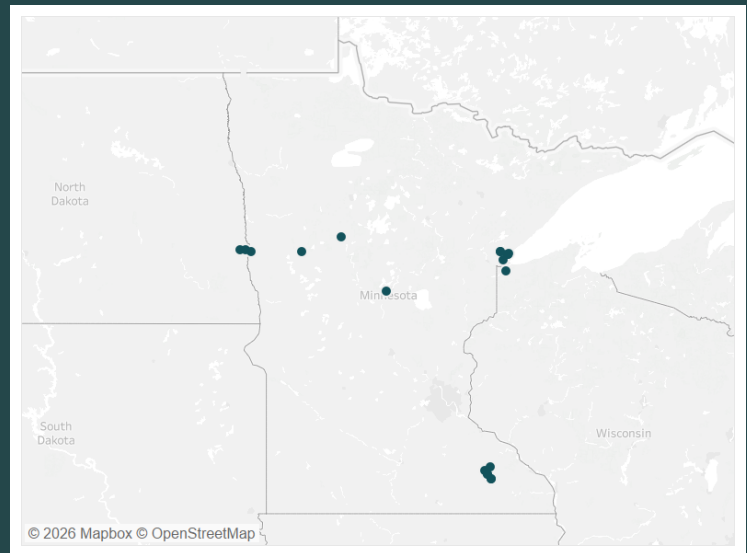 North
Dakota
Minnesota
South
Dakota
Wisconsin
© 2026 Mapbox © OpenStreetMap